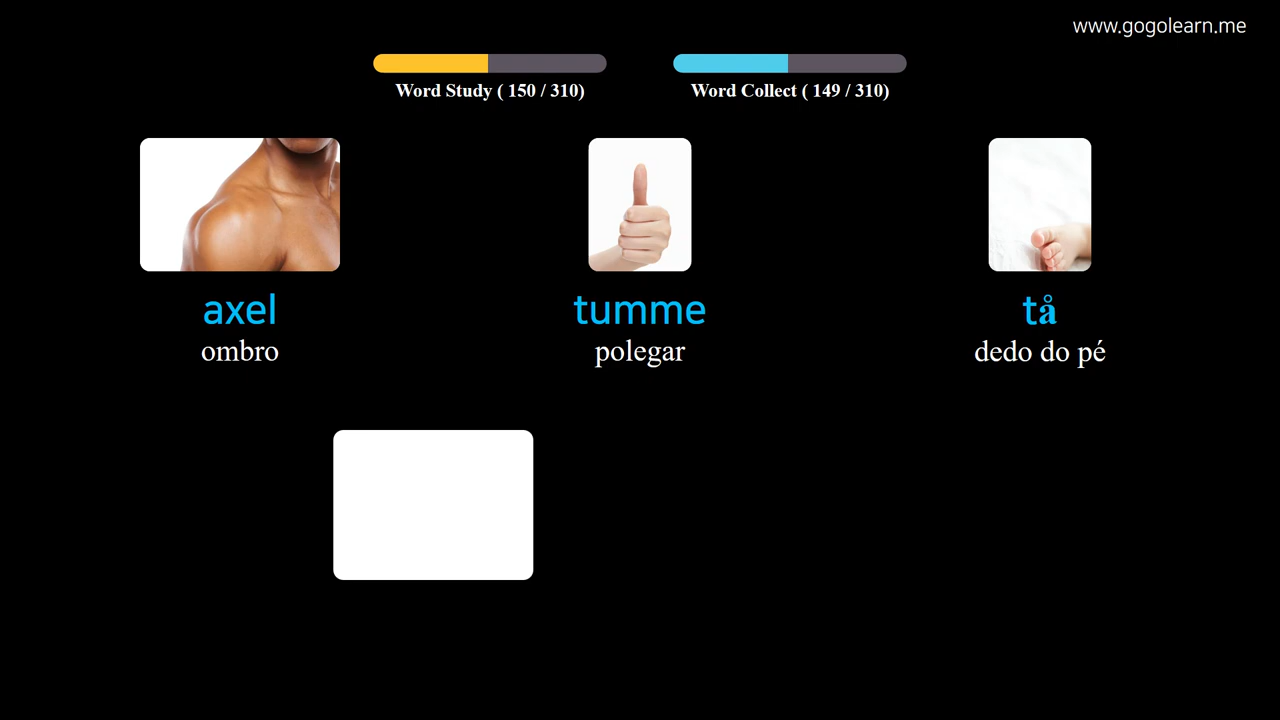 www.gogolearn.me
Word Study ( 150 / 310)
Word Collect ( 149 / 310)
axel
tumme
tå
ombro
polegar
dedo do pé